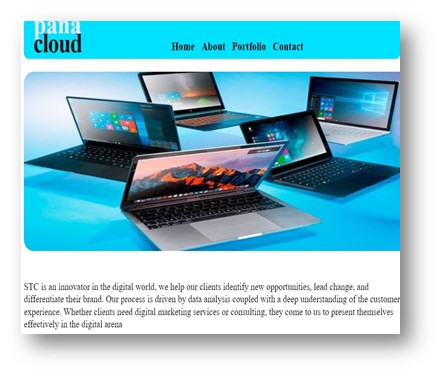 pana
cloud
Home About Portfolio Contact
STC is an innovator in the digital world, we help our clients identify new opportunities, lead change, and
differentiate their brand. Our process is driven by data analysis coupled with a deep understanding of the customer
experience. Whether clients need digital marketing services or consulting, they come to us to present themselves
effectively in the digital arena